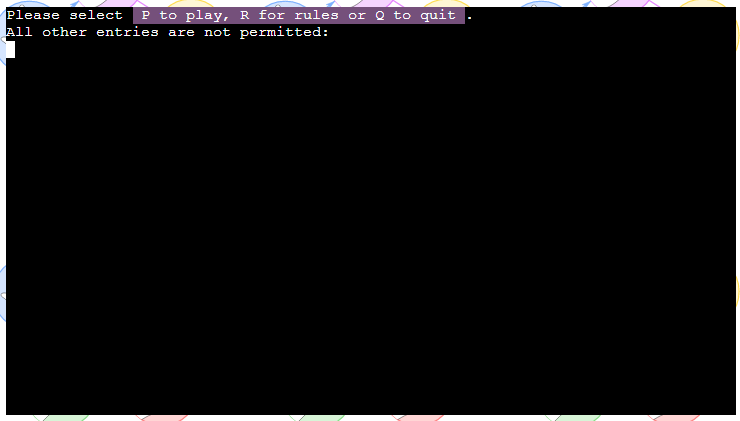 Please select P to play, R for rules or Q to quit .
All other entries are not permitted: